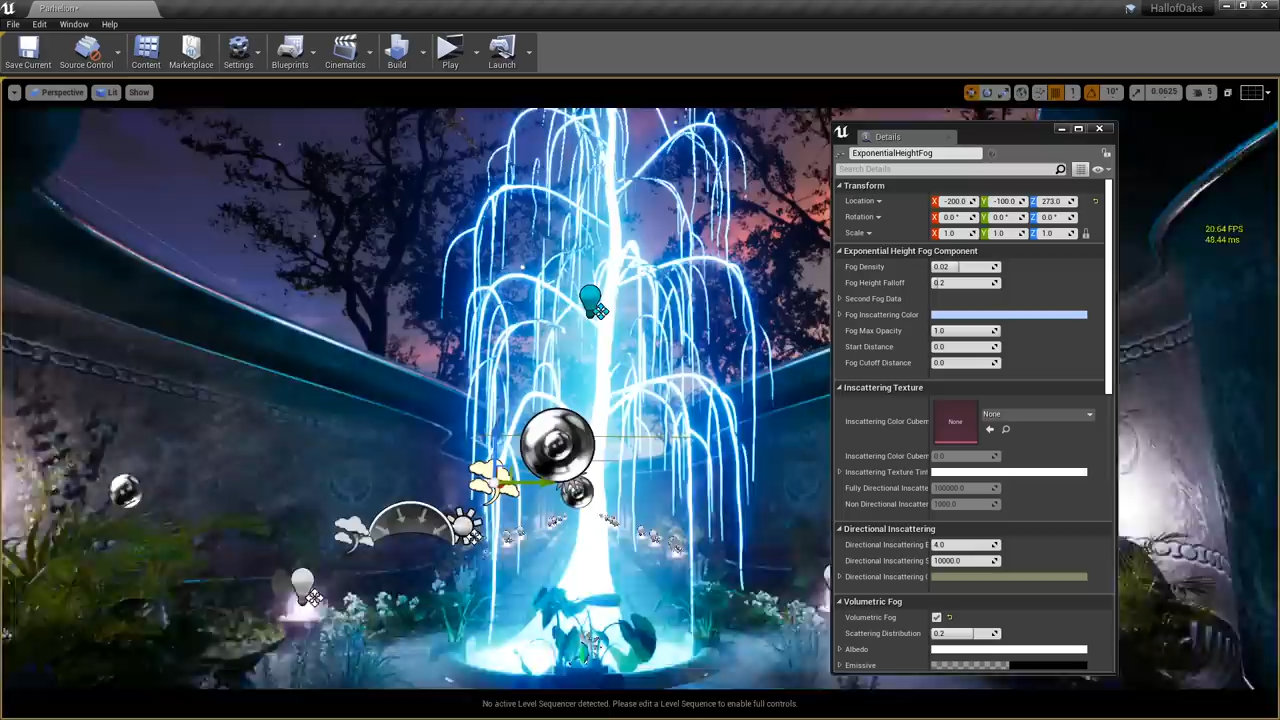 Parhelion*
HallofOaks
File Edit Window Help
Save Current Source Control Content Marketplace Settings Blueprints Cinematics Build Play Launch
Perspective Lit Show
1 10° 0.0625 5
Details
ExponentialHeightFog
Search Details
Transform
Location X -200.0 Y -100.0 Z 273.0
Rotation X 0.0 ° Y 0.0 ° Z 0.0 °
Scale X 1.0 Y 1.0 Z 1.0
20.64 FPS
48.44 ms
Exponential Height Fog Component
Fog Density 0.02
Fog Height Falloff 0.2
Second Fog Data
Fog Inscattering Color
Fog Max Opacity 1.0
Start Distance 0.0
Fog Cutoff Distance 0.0
Inscattering Texture
None
Inscattering Color Cubem None
Inscattering Color Cubem 0.0
Inscattering Texture Tint
Fully Directional Inscatte 100000.0
Non Directional Inscatter 1000.0
Directional Inscattering
Directional Inscattering E 4.0
Directional Inscattering S 10000.0
Directional Inscattering C
Volumetric Fog
Volumetric Fog
Scattering Distribution 0.2
Albedo
Emissive
No active Level Sequencer detected. Please edit a Level Sequence to enable full controls.